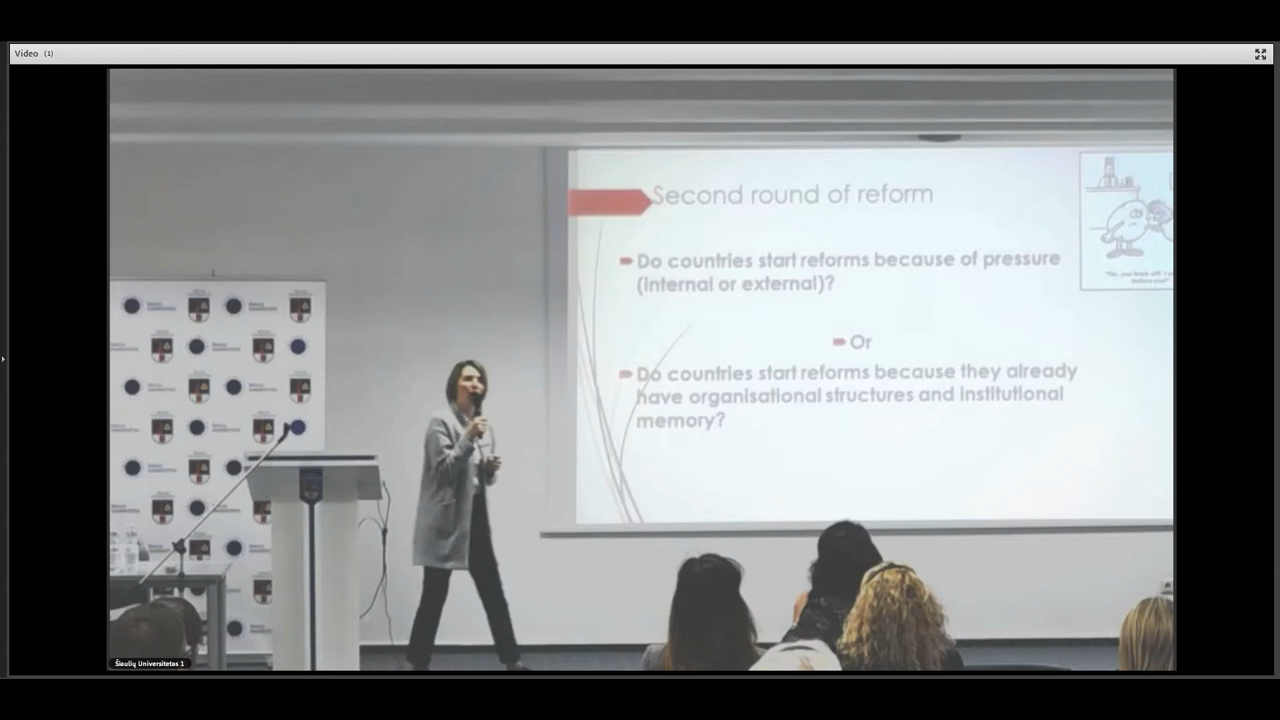 Video (1)
Second round of reform
Do countries start reforms because of pressure
(internal or external)?
Or
Do countries start reforms because they already
have organisational structures and institutional
memory?
Šiaulių Universitetas 1